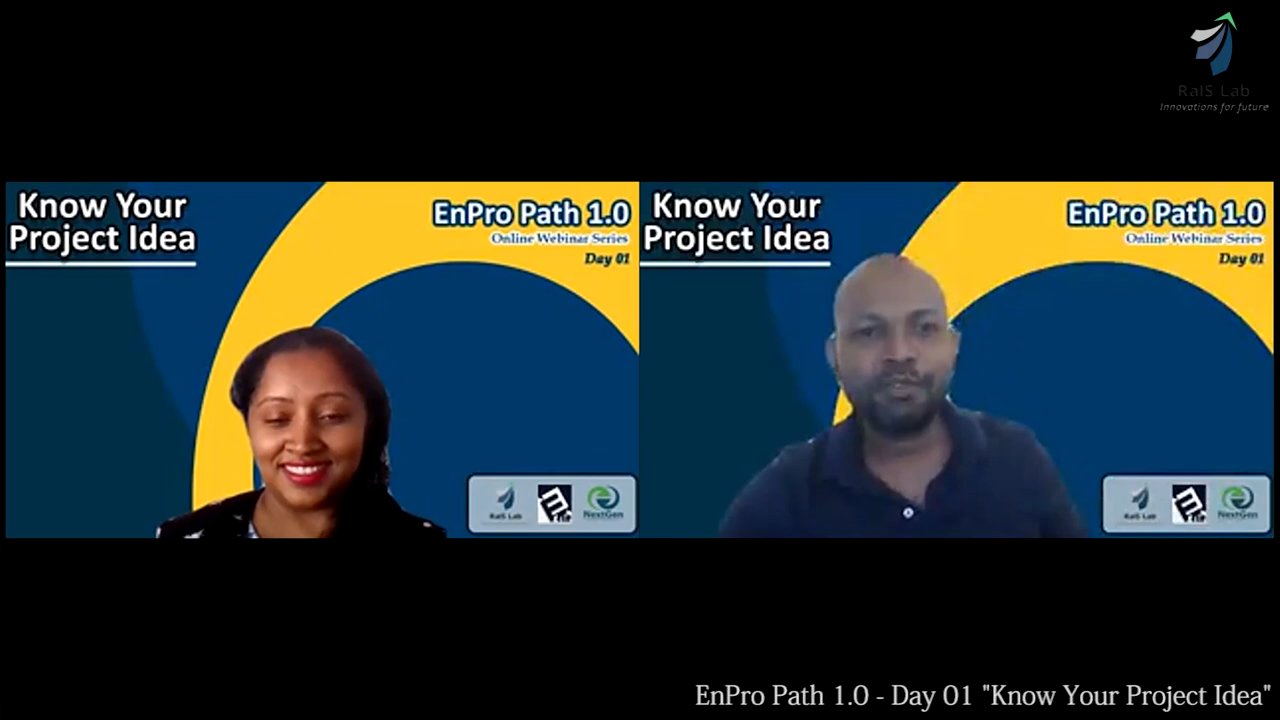 RaIS Lab
Innovations for future
Know Your
Project Idea
EnPro Path 1.0
Online Webinar Series
Day 01
RaIS Lab
NextGen
Know Your
Project Idea
EnPro Path 1.0
Online Webinar Series
Day 01
RaIS Lab
NextGen
EnPro Path 1.0 - Day 01 "Know Your Project Idea"